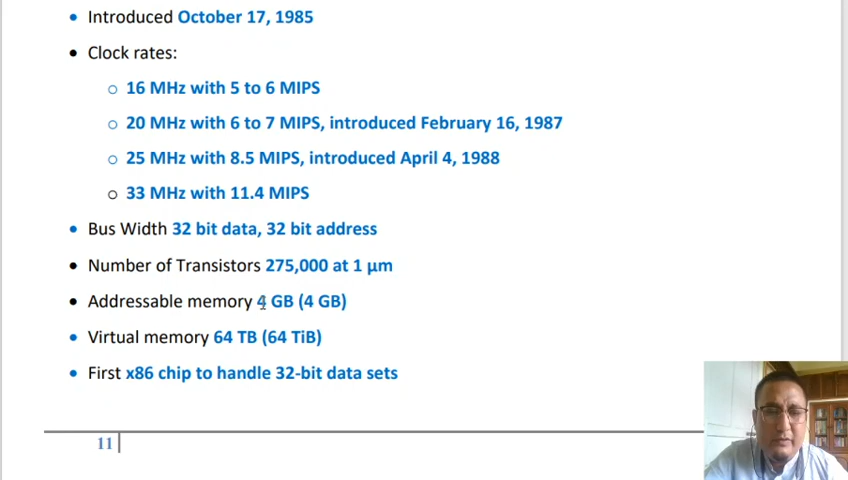 • Introduced October 17, 1985
• Clock rates:
o 16 MHz with 5 to 6 MIPS
o 20 MHz with 6 to 7 MIPS, introduced February 16, 1987
o 25 MHz with 8.5 MIPS, introduced April 4, 1988
o 33 MHz with 11.4 MIPS
• Bus Width 32 bit data, 32 bit address
• Number of Transistors 275,000 at 1 μm
• Addressable memory 4 GB (4 GB)
• Virtual memory 64 TB (64 TiB)
• First x86 chip to handle 32-bit data sets
11